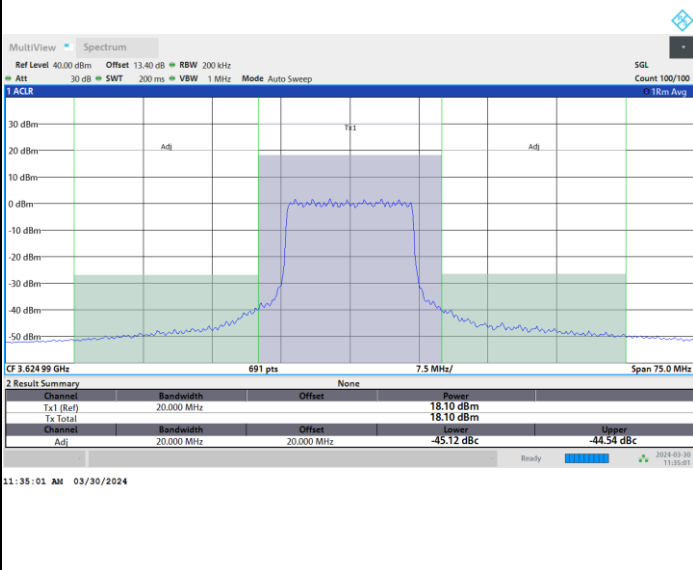 MultiView Spectrum
Ref Level 40.00 dBm Offset 13.40 dB RBW 200 kHz SGL
Att 30 dB SWT 200 ms VBW 1 MHz Mode Auto Sweep Count 100/100
1 ACLR 1Rm Avg
Tx1
30 dBm
Adj Adj
20 dBm
10 dBm
0 dBm
-10 dBm
-20 dBm
-30 dBm
-40 dBm
-50 dBm
CF 3.624 99 GHz 691 pts 7.5 MHz/ Span 75.0 MHz
2 Result Summary None
Channel Bandwidth Offset Power
Tx1 (Ref) 20.000 MHz 18.10 dBm
Tx Total 18.10 dBm
Channel Bandwidth Offset Lower Upper
Adj 20.000 MHz 20.000 MHz -45.12 dBc -44.54 dBc
Ready 2024-03-30
11:35:01
11:35:01 AM 03/30/2024